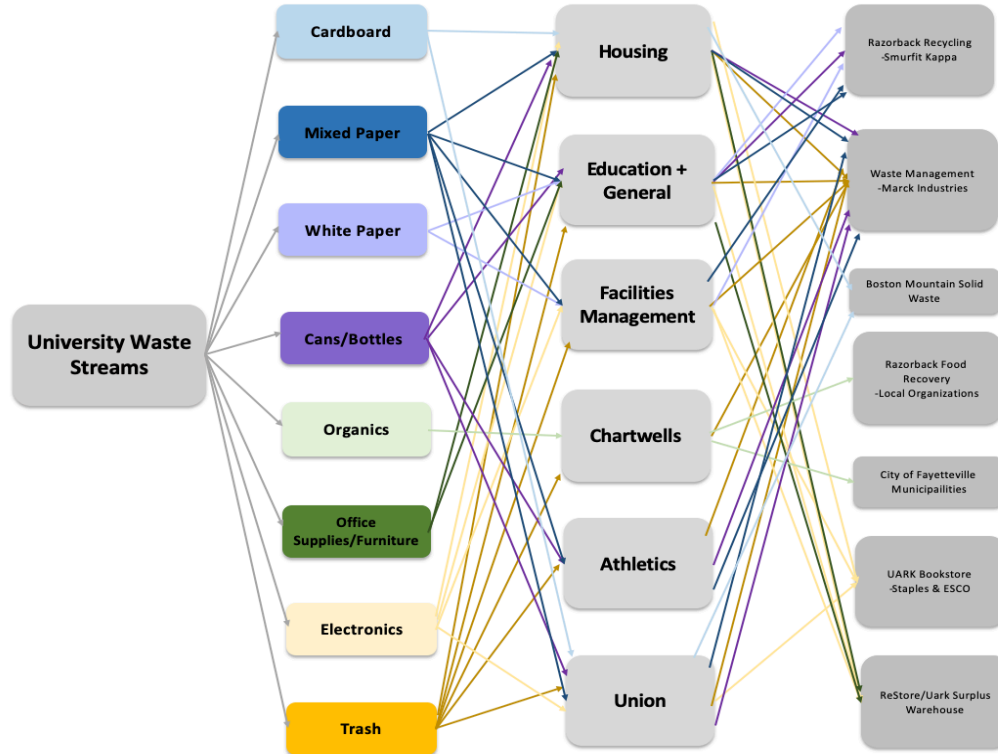 University Waste
Streams
Cardboard
Mixed Paper
White Paper
Cans/Bottles
Organics
Office
Supplies/Furniture
Electronics
Trash
Housing
Education +
General
Facilities
Management
Chartwells
Athletics
Union
Razorback Recycling
-Smurfit Kappa
Waste Management
-Marck Industries
Boston Mountain Solid
Waste
Razorback Food
Recovery
-Local Organizations
City of Fayetteville
Municipailities
UARK Bookstore
-Staples & ESCO
ReStore/Uark Surplus
Warehouse